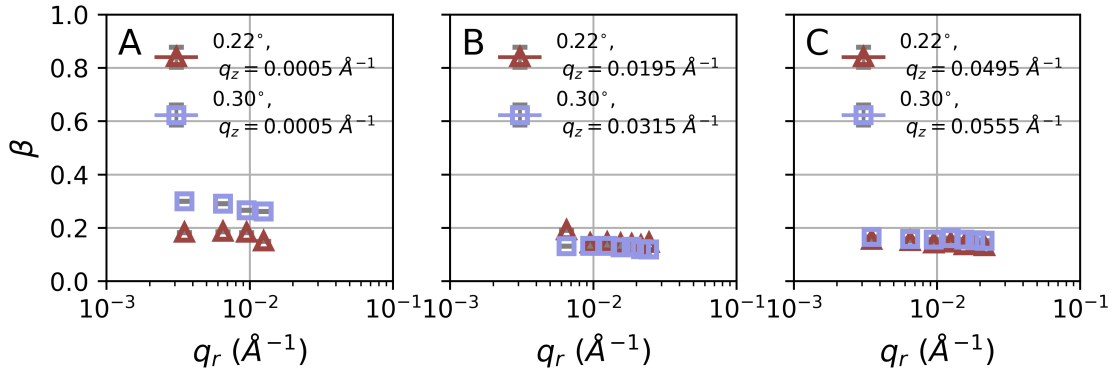 A
0.22°,
q_z = 0.0005 Å⁻¹
0.30°,
q_z = 0.0005 Å⁻¹
B
0.22°,
q_z = 0.0195 Å⁻¹
0.30°,
q_z = 0.0315 Å⁻¹
C
0.22°,
q_z = 0.0495 Å⁻¹
0.30°,
q_z = 0.0555 Å⁻¹
β
1.0
0.8
0.6
0.4
0.2
0.0
10⁻³ 10⁻² 10⁻¹
10⁻³ 10⁻² 10⁻¹
10⁻³ 10⁻² 10⁻¹
q_r (Å⁻¹)
q_r (Å⁻¹)
q_r (Å⁻¹)